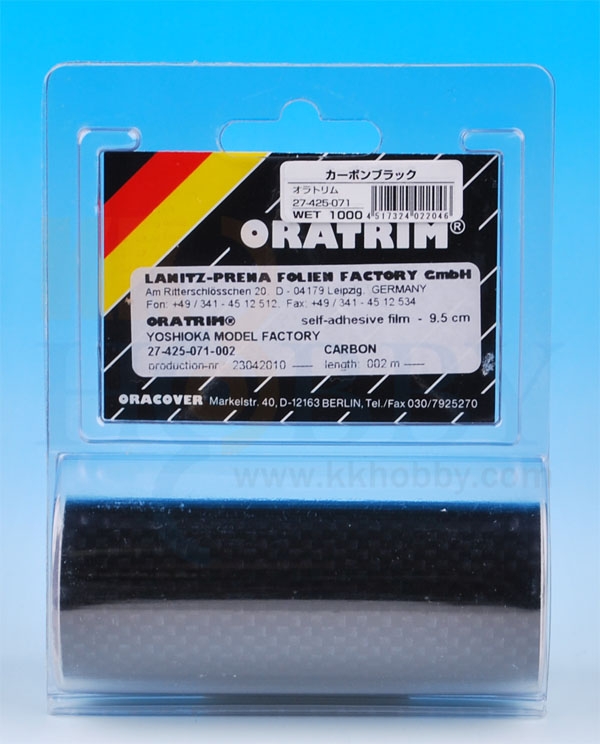 カーボンブラック
オラトリム
27-425-071
WET 1000
4 517324 022046
ORATRIM®
LANITZ-PRENA FOLIEN FACTORY GmbH
Am Ritterschlösschen 20, D - 04179 Leipzig, GERMANY
Fon: +49 / 341 - 45 12 512, Fax: +49 / 341 - 45 12 534
ORATRIM® self-adhesive film - 9.5 cm
YOSHIOKA MODEL FACTORY
27-425-071-002 CARBON
production-nr 23042010 ----- length: 002 m -----
ORACOVER Markelstr. 40, D-12163 BERLIN, Tel./Fax 030/7925270
www.kkhobby.com